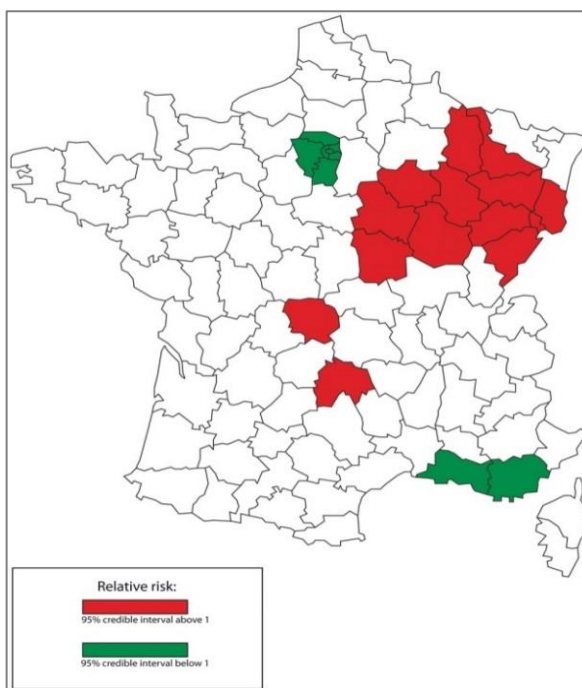 Relative risk:
95% credible interval above 1
95% credible interval below 1